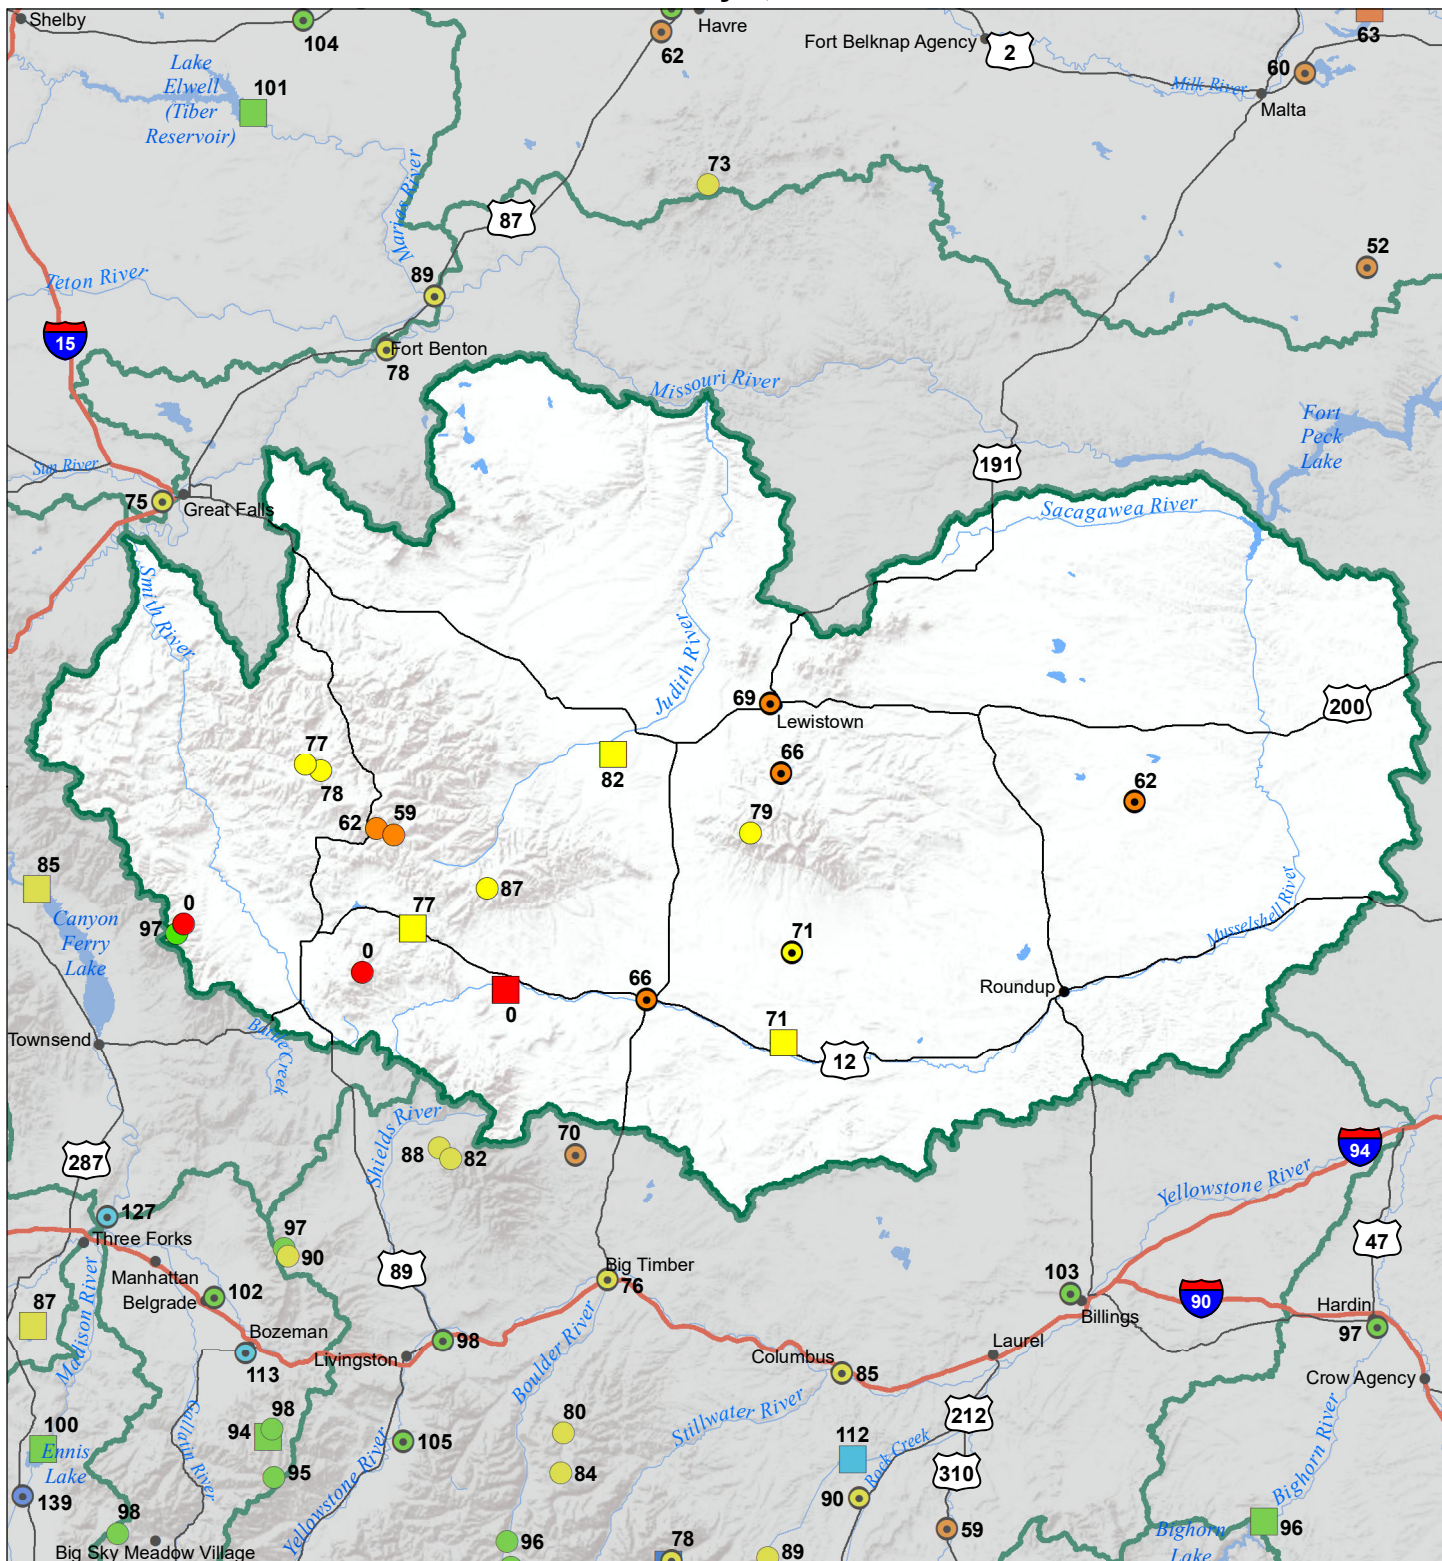 Shelby
104
Havre
62
Fort Belknap Agency
2
63
60
Milk River
Malta
Lake
Elwell
(Tiber
Reservoir)
101
Marias River
73
87
52
Teton River
89
15
Fort Benton
78
Missouri River
Fort
Peck
Lake
191
Sun River
75
Great Falls
Sacagawea River
Smith River
Judith River
69
Lewistown
200
77
78
82
66
62
62
59
79
85
87
Canyon
Ferry
Lake
97
0
77
0
71
Musselshell River
66
0
Roundup
71
12
Townsend
Battle Creek
Shields River
88
82
70
287
94
Yellowstone River
127
Three Forks
97
90
47
Manhattan
Belgrade
102
89
Big Timber
76
103
Billings
90
Hardin
97
87
Madison River
Bozeman
113
Livingston
98
Boulder River
Columbus
85
Laurel
Crow Agency
98
94
80
Stillwater River
212
100
Ennis
Lake
Gallatin River
105
112
Rock Creek
310
Bighorn River
95
84
139
Yellowstone River
90
98
96
78
89
59
96
Bighorn
Lake
Big Sky Meadow Village